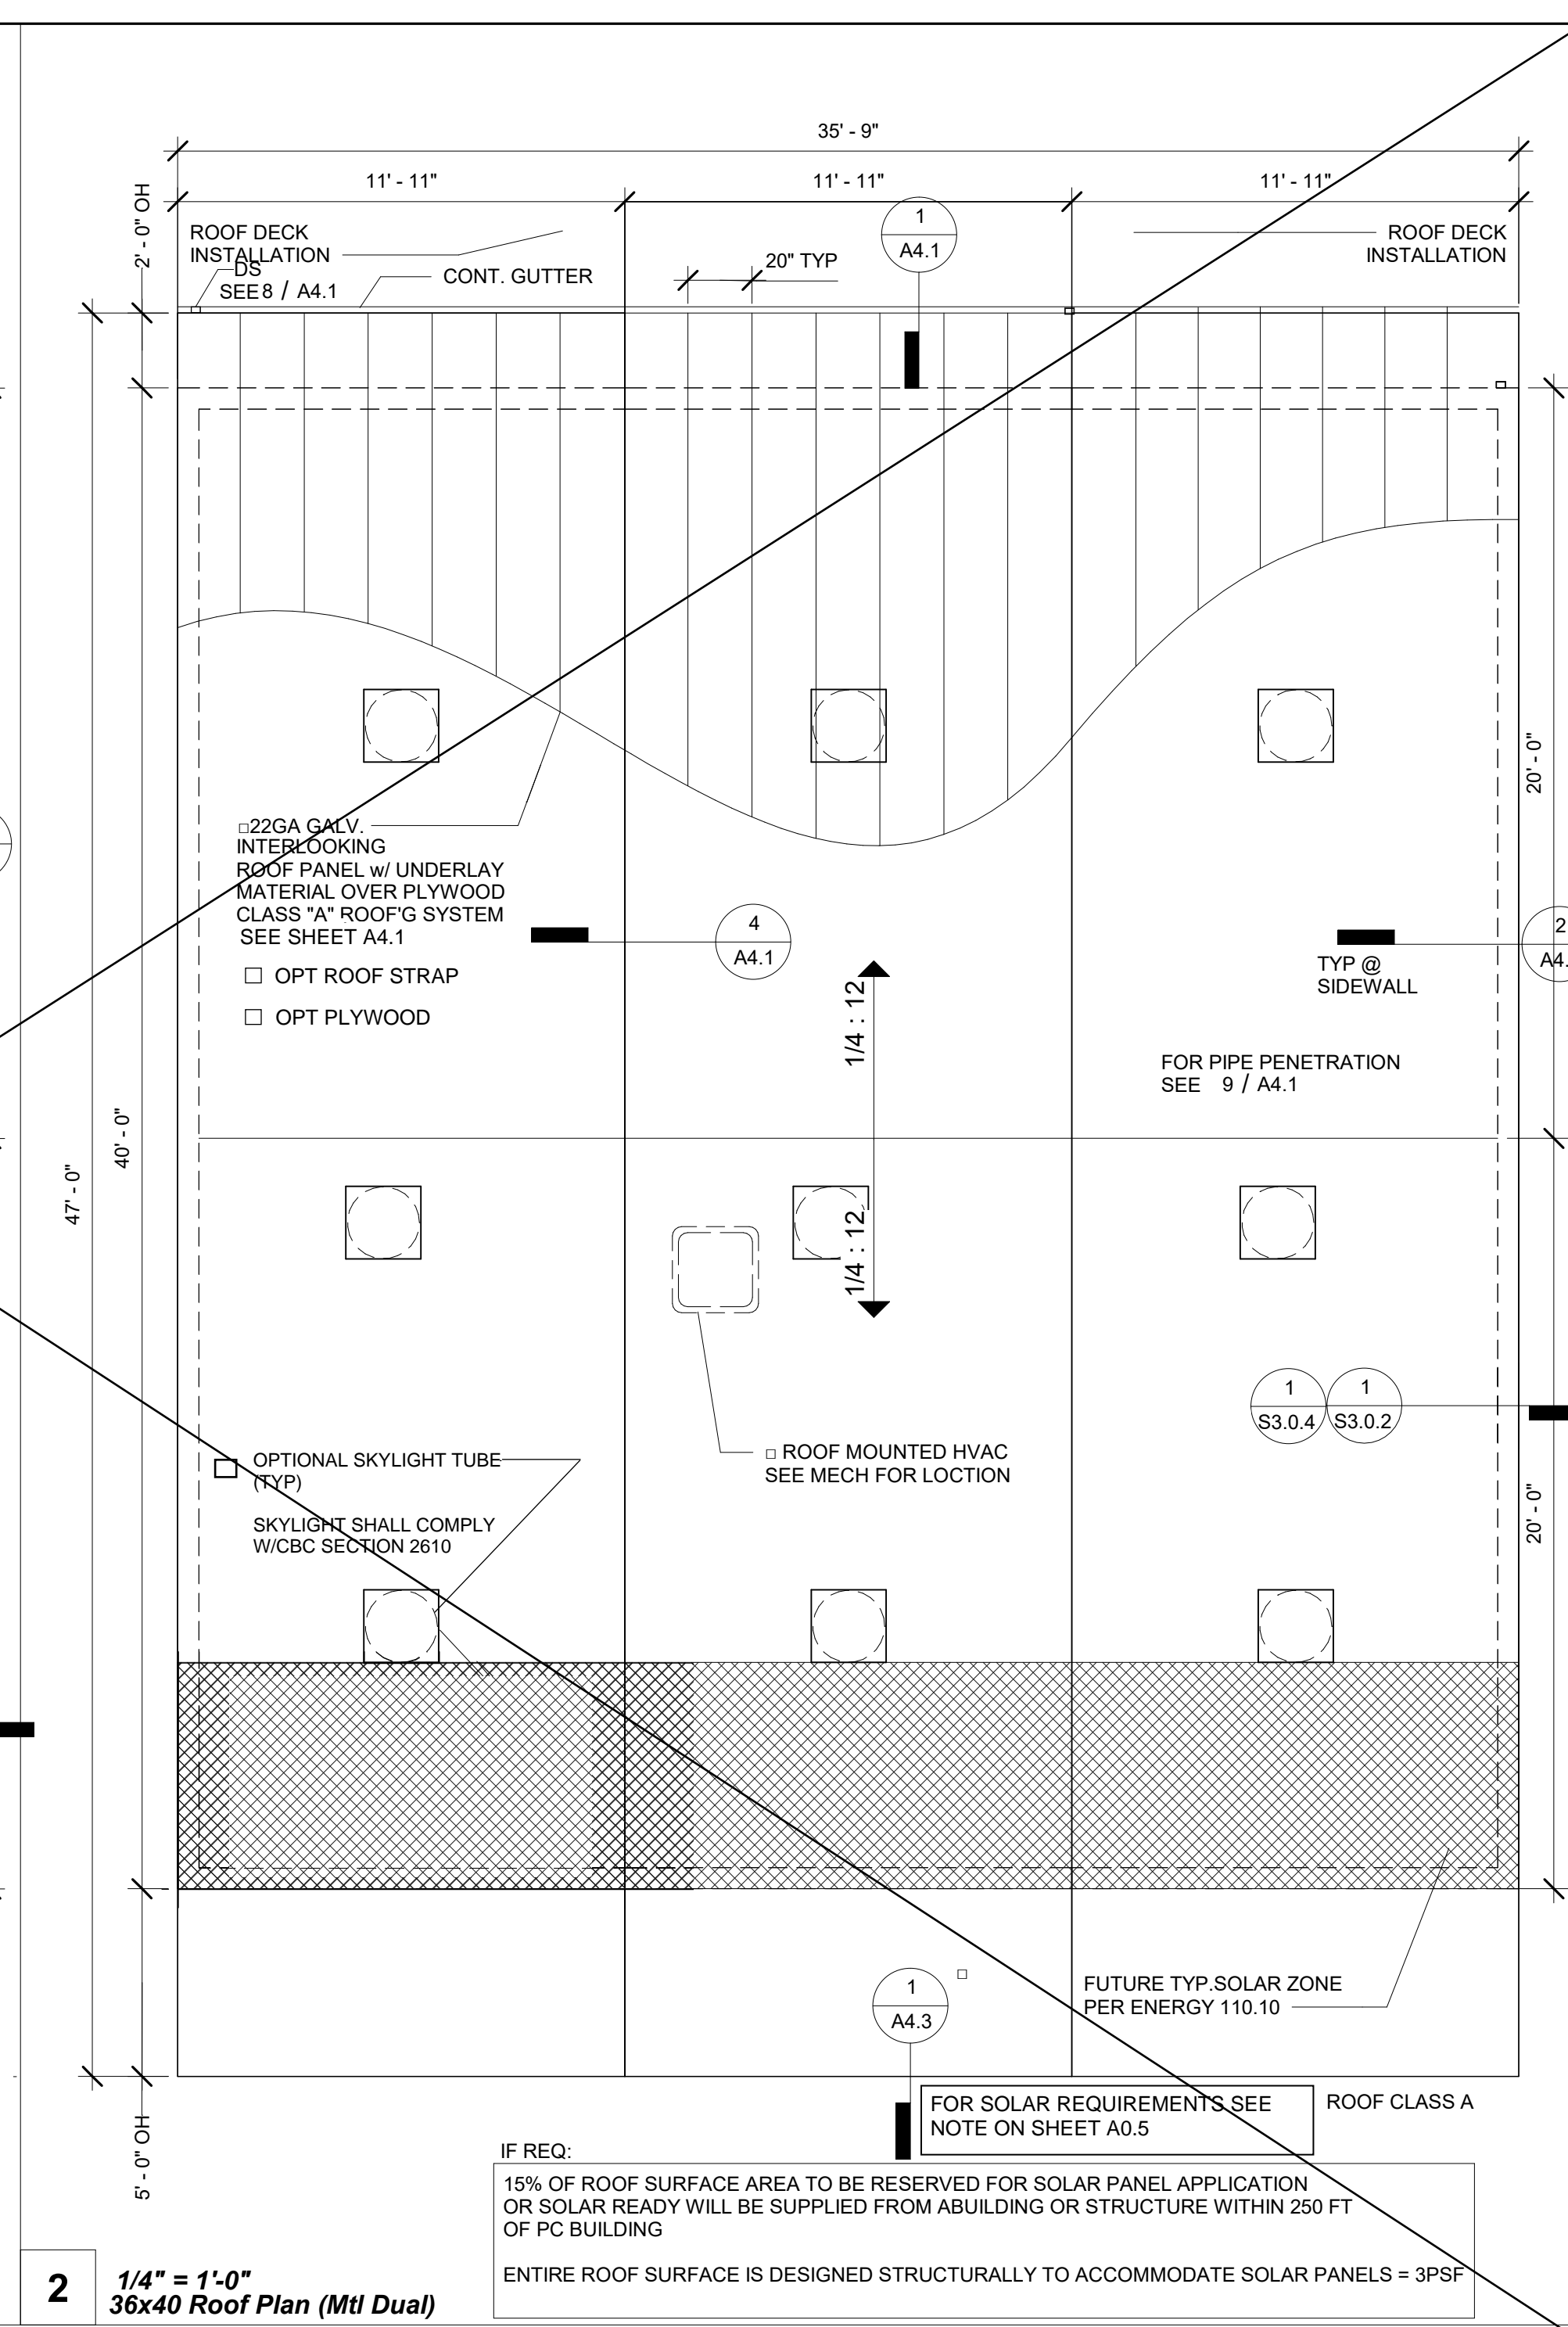 35' - 9"
11' - 11"
11' - 11"
11' - 11"
2' - 0" OH
ROOF DECK
INSTALLATION
DS
SEE 8 / A4.1
CONT. GUTTER
20" TYP
1
A4.1
ROOF DECK
INSTALLATION
□22GA GALV.
INTERLOOKING
ROOF PANEL w/ UNDERLAY
MATERIAL OVER PLYWOOD
CLASS "A" ROOF'G SYSTEM
SEE SHEET A4.1
□ OPT ROOF STRAP
□ OPT PLYWOOD
4
A4.1
1/4 : 12
20' - 0"
2
A4.
TYP @
SIDEWALL
FOR PIPE PENETRATION
SEE 9 / A4.1
40' - 0"
47' - 0"
1/4 : 12
1
S3.0.4
1
S3.0.2
□ ROOF MOUNTED HVAC
SEE MECH FOR LOCTION
□ OPTIONAL SKYLIGHT TUBE
(TYP)
SKYLIGHT SHALL COMPLY
W/CBC SECTION 2610
20' - 0"
1
A4.3
□
FUTURE TYP.SOLAR ZONE
PER ENERGY 110.10
5' - 0" OH
FOR SOLAR REQUIREMENTS SEE
NOTE ON SHEET A0.5
ROOF CLASS A
IF REQ:
15% OF ROOF SURFACE AREA TO BE RESERVED FOR SOLAR PANEL APPLICATION
OR SOLAR READY WILL BE SUPPLIED FROM ABUILDING OR STRUCTURE WITHIN 250 FT
OF PC BUILDING
ENTIRE ROOF SURFACE IS DESIGNED STRUCTURALLY TO ACCOMMODATE SOLAR PANELS = 3PSF
2
1/4" = 1'-0"
36x40 Roof Plan (Mtl Dual)